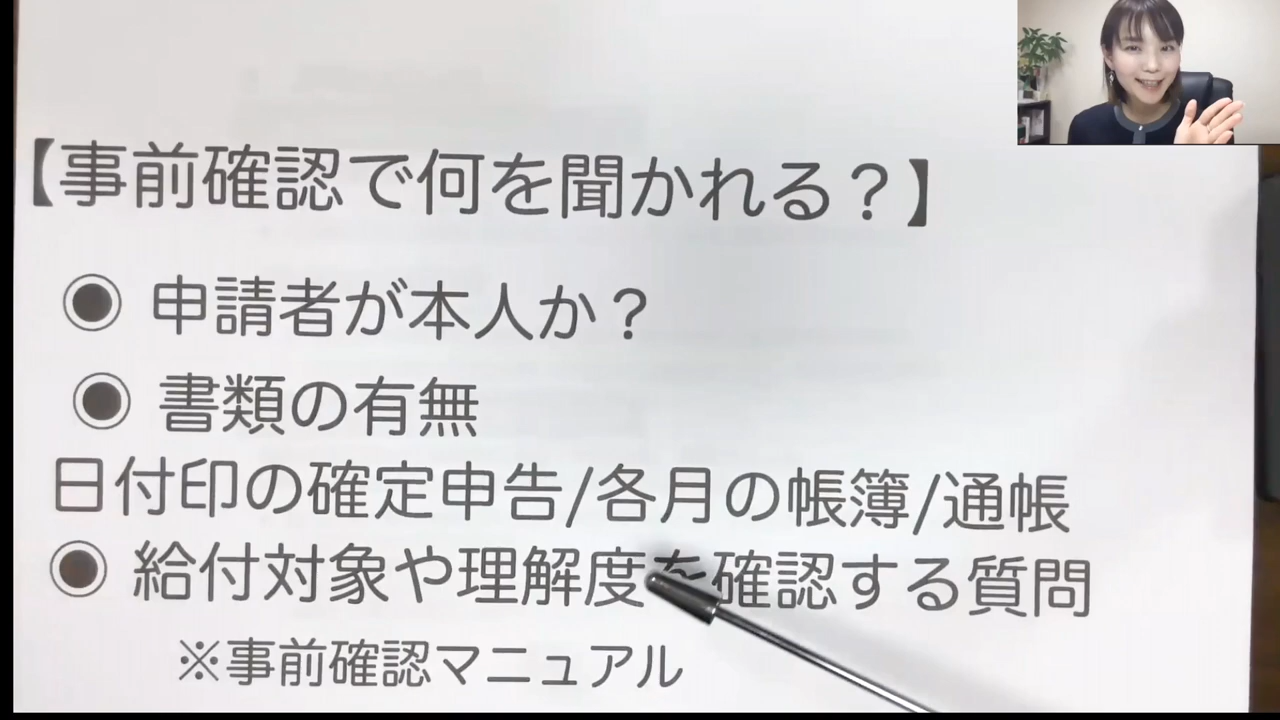 【事前確認で何を聞かれる？】
◉ 申請者が本人か？
◉ 書類の有無
日付印の確定申告/各月の帳簿/通帳
◉ 給付対象や理解度を確認する質問
※事前確認マニュアル